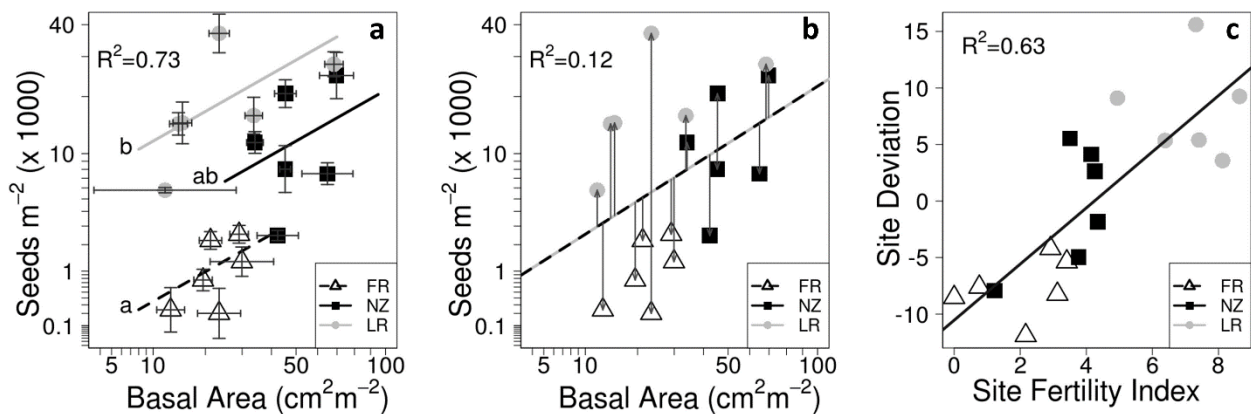 a
R²=0.73
Seeds m⁻² (x 1000)
40
10
1
0.1
b
ab
a
FR
NZ
LR
5
10
50
100
Basal Area (cm²m⁻²)
b
R²=0.12
Seeds m⁻² (x 1000)
40
10
1
0.1
FR
NZ
LR
5
10
50
100
Basal Area (cm²m⁻²)
c
R²=0.63
Site Deviation
15
10
5
0
-5
-10
FR
NZ
LR
0
2
4
6
8
Site Fertility Index